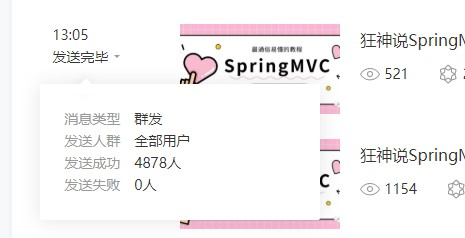 13:05
发送完毕
最通俗易懂的教程
SpringMVC
狂神说SpringM
521
消息类型 群发
发送人群 全部用户
发送成功 4878人
发送失败 0人
狂神说SpringM
1154